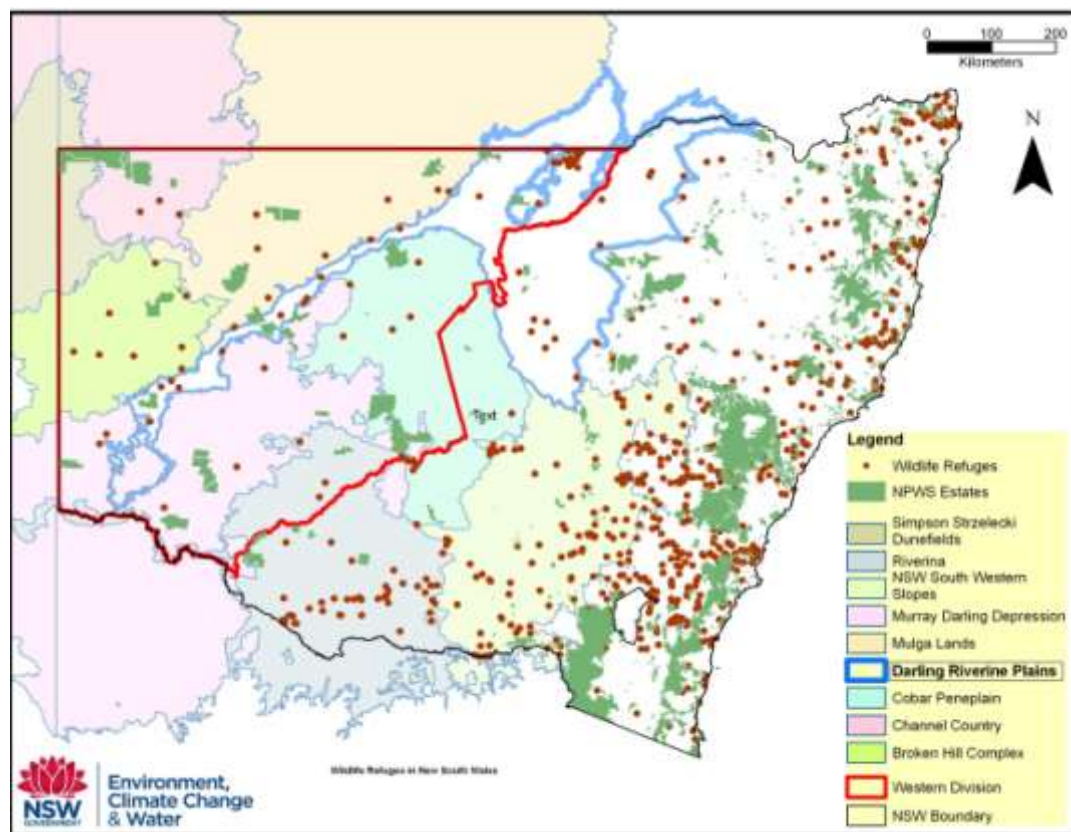 0 100 200
Kilometers
N
Tgxt
Legend
Wildlife Refuges
NPWS Estates
Simpson Strzelecki
Dunefields
Riverina
NSW South Western
Slopes
Murray Darling Depression
Mulga Lands
Darling Riverine Plains
Cobar Peneplain
Channel Country
Broken Hill Complex
Western Division
NSW Boundary
Wildlife Refuges in New South Wales
NSW
GOVERNMENT
Environment,
Climate Change
& Water